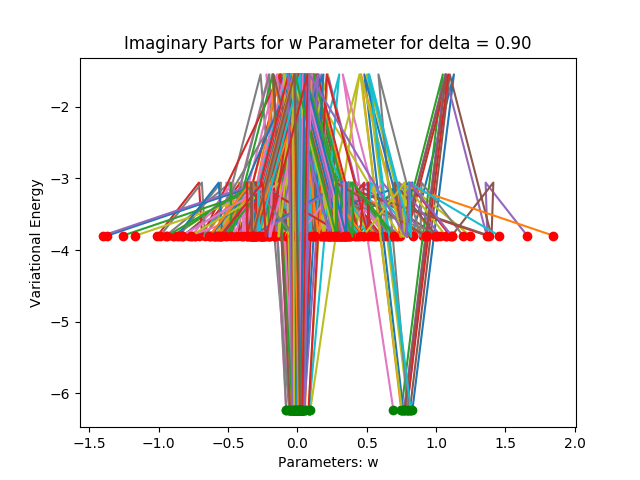 Imaginary Parts for w Parameter for delta = 0.90
Variational Energy
−2
−3
−4
−5
−6
−1.5 −1.0 −0.5 0.0 0.5 1.0 1.5 2.0
Parameters: w